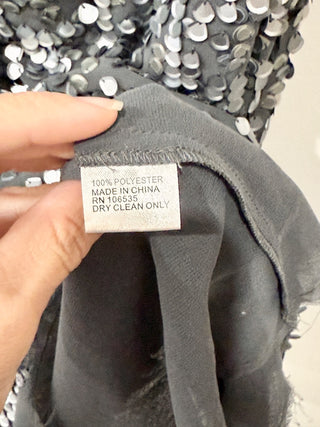 100% POLYESTER
MADE IN CHINA
RN 106535
DRY CLEAN ONLY